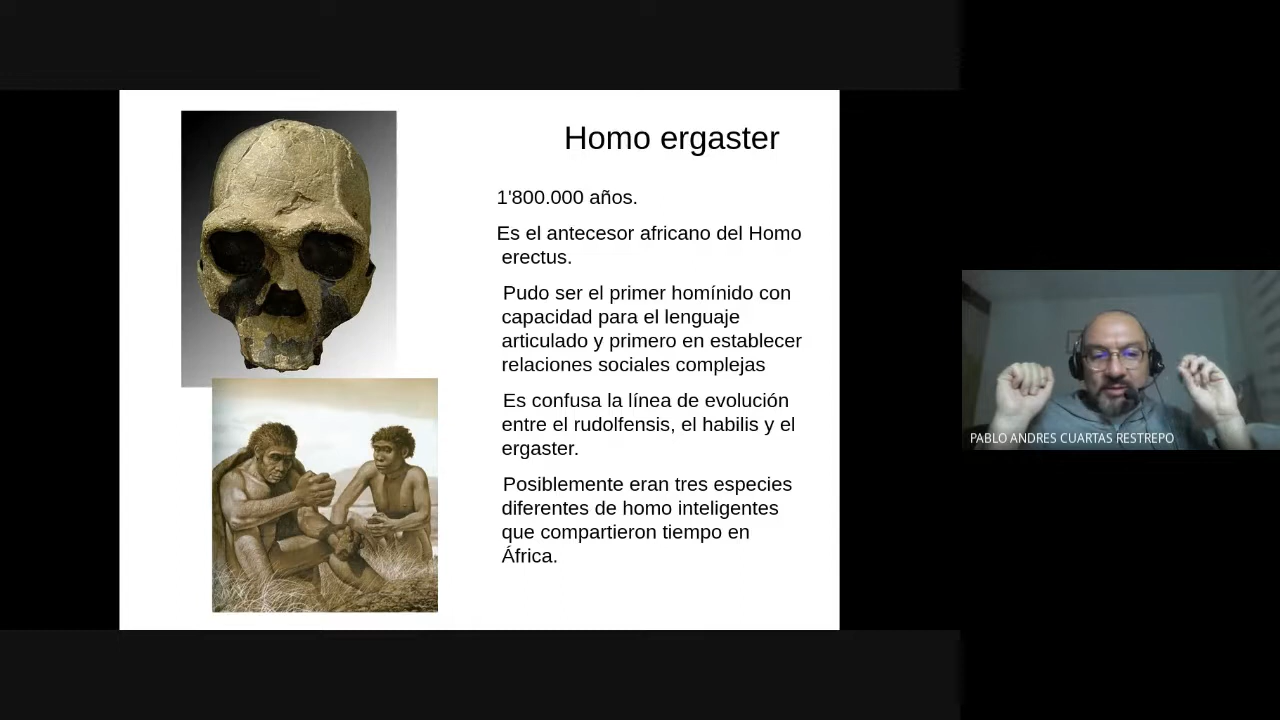 Homo ergaster
1'800.000 años.
Es el antecesor africano del Homo
erectus.
Pudo ser el primer homínido con
capacidad para el lenguaje
articulado y primero en establecer
relaciones sociales complejas
Es confusa la línea de evolución
entre el rudolfensis, el habilis y el
ergaster.
Posiblemente eran tres especies
diferentes de homo inteligentes
que compartieron tiempo en
África.
PABLO ANDRES CUARTAS RESTREPO